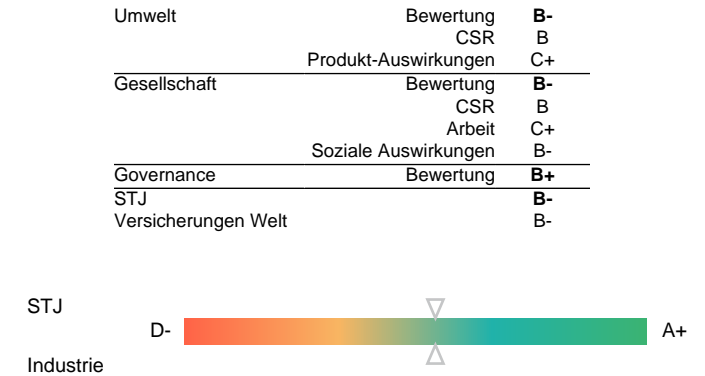 Umwelt Bewertung B-
CSR B
Produkt-Auswirkungen C+
Gesellschaft Bewertung B-
CSR B
Arbeit C+
Soziale Auswirkungen B-
Governance Bewertung B+
STJ B-
Versicherungen Welt B-
STJ
D- A+
Industrie